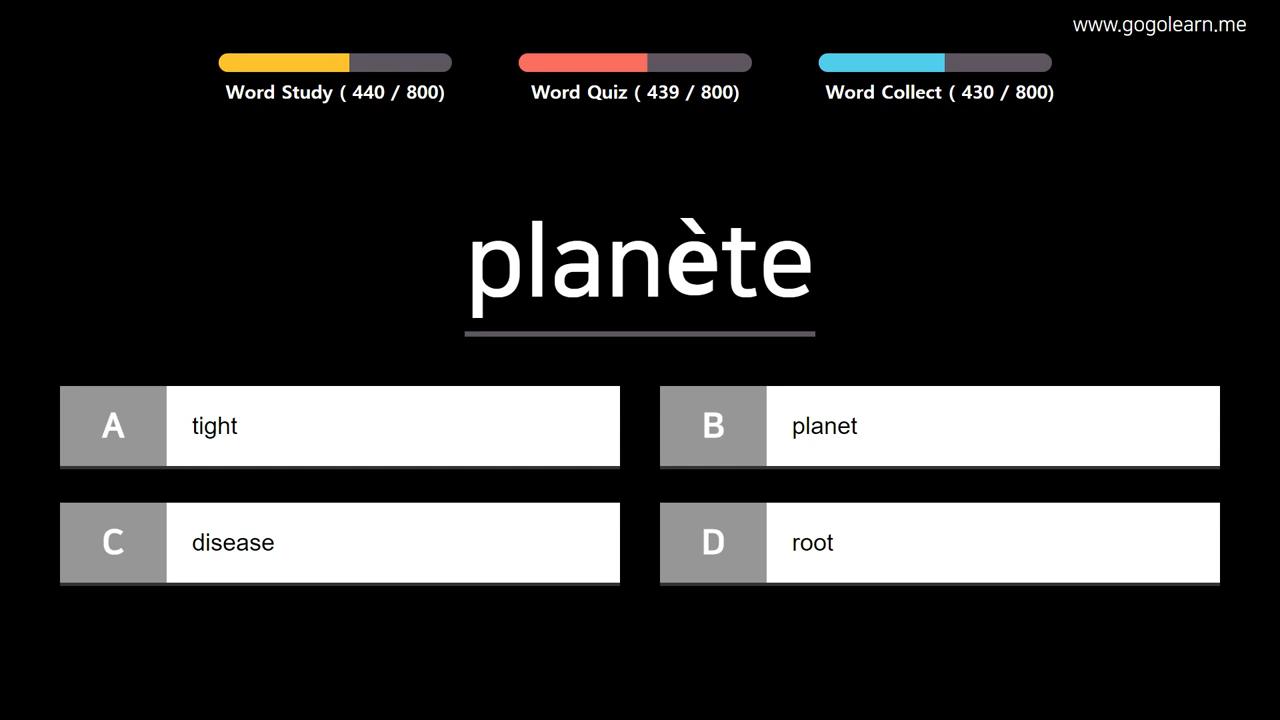 www.gogolearn.me
Word Study ( 440 / 800)
Word Quiz ( 439 / 800)
Word Collect ( 430 / 800)
planète
A tight
B planet
C disease
D root